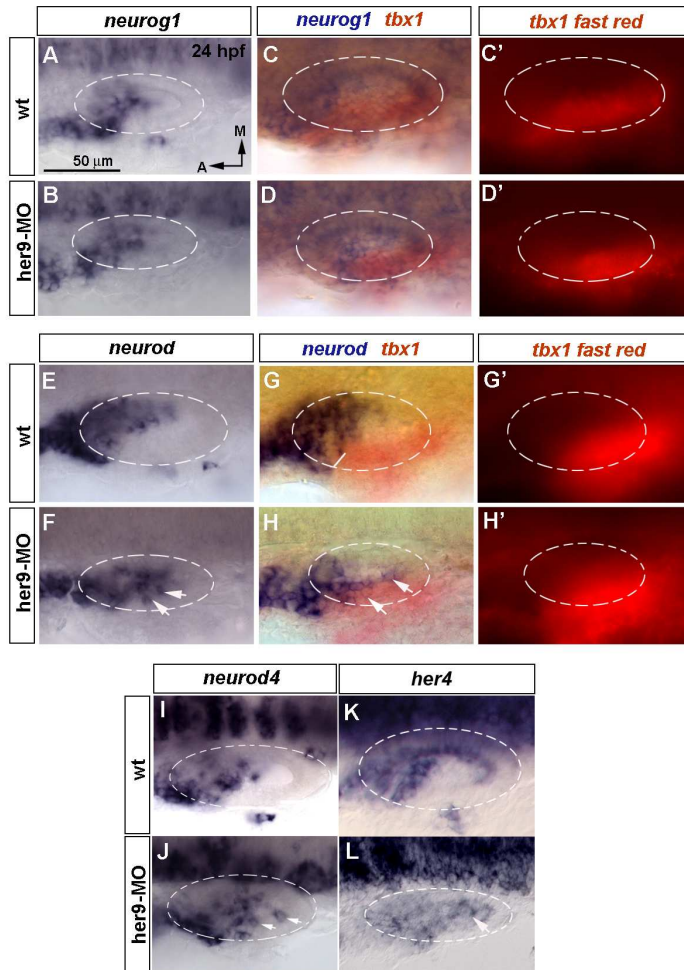 neurog1
neurog1 tbx1
tbx1 fast red
wt
A
24 hpf
M
A
50 μm
C
C’
her9-MO
B
D
D’
neurod
neurod tbx1
tbx1 fast red
wt
E
G
G’
her9-MO
F
H
H’
neurod4
her4
wt
I
K
her9-MO
J
L